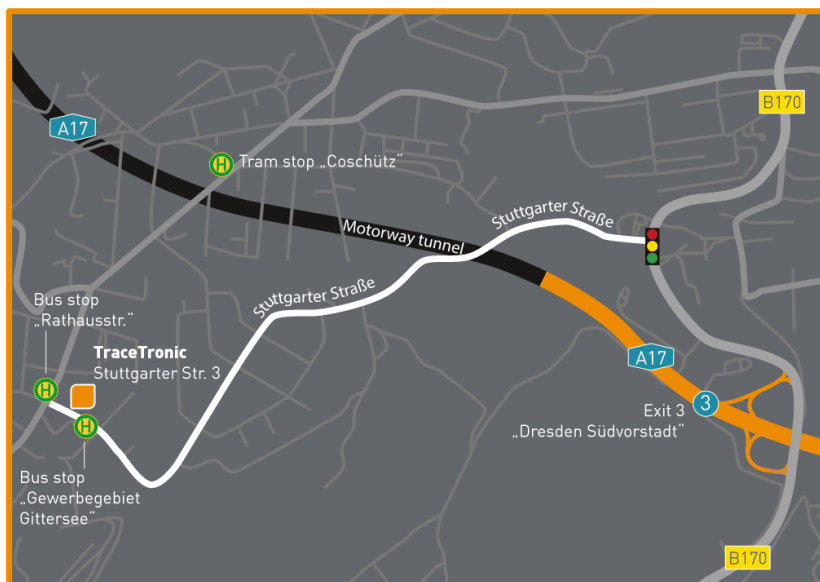 B170
A17
H
Tram stop „Coschütz“
Stuttgarter Straße
Motorway tunnel
Stuttgarter Straße
Bus stop
„Rathausstr.“
TraceTronic
Stuttgarter Str. 3
A17
H
3
Exit 3
„Dresden Südvorstadt“
H
Bus stop
„Gewerbegebiet
Gittersee“
B170